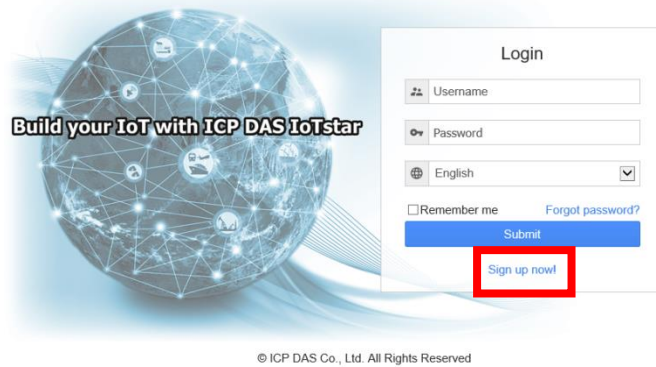 Login
Username
Build your IoT with ICP DAS IoTstar
Password
English
Remember me Forgot password?
Submit
Sign up now!
© ICP DAS Co., Ltd. All Rights Reserved